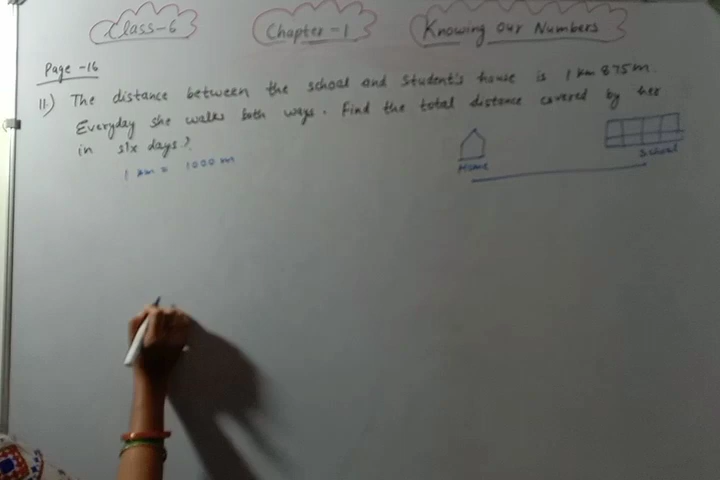 Class-6
Chapter-1
Knowing Our Numbers
Page -16
11.) The distance between the school and student's house is 1 km 875m.
Everyday she walks both ways. Find the total distance covered by her
in six days?
1 km = 1000 m
Home
School